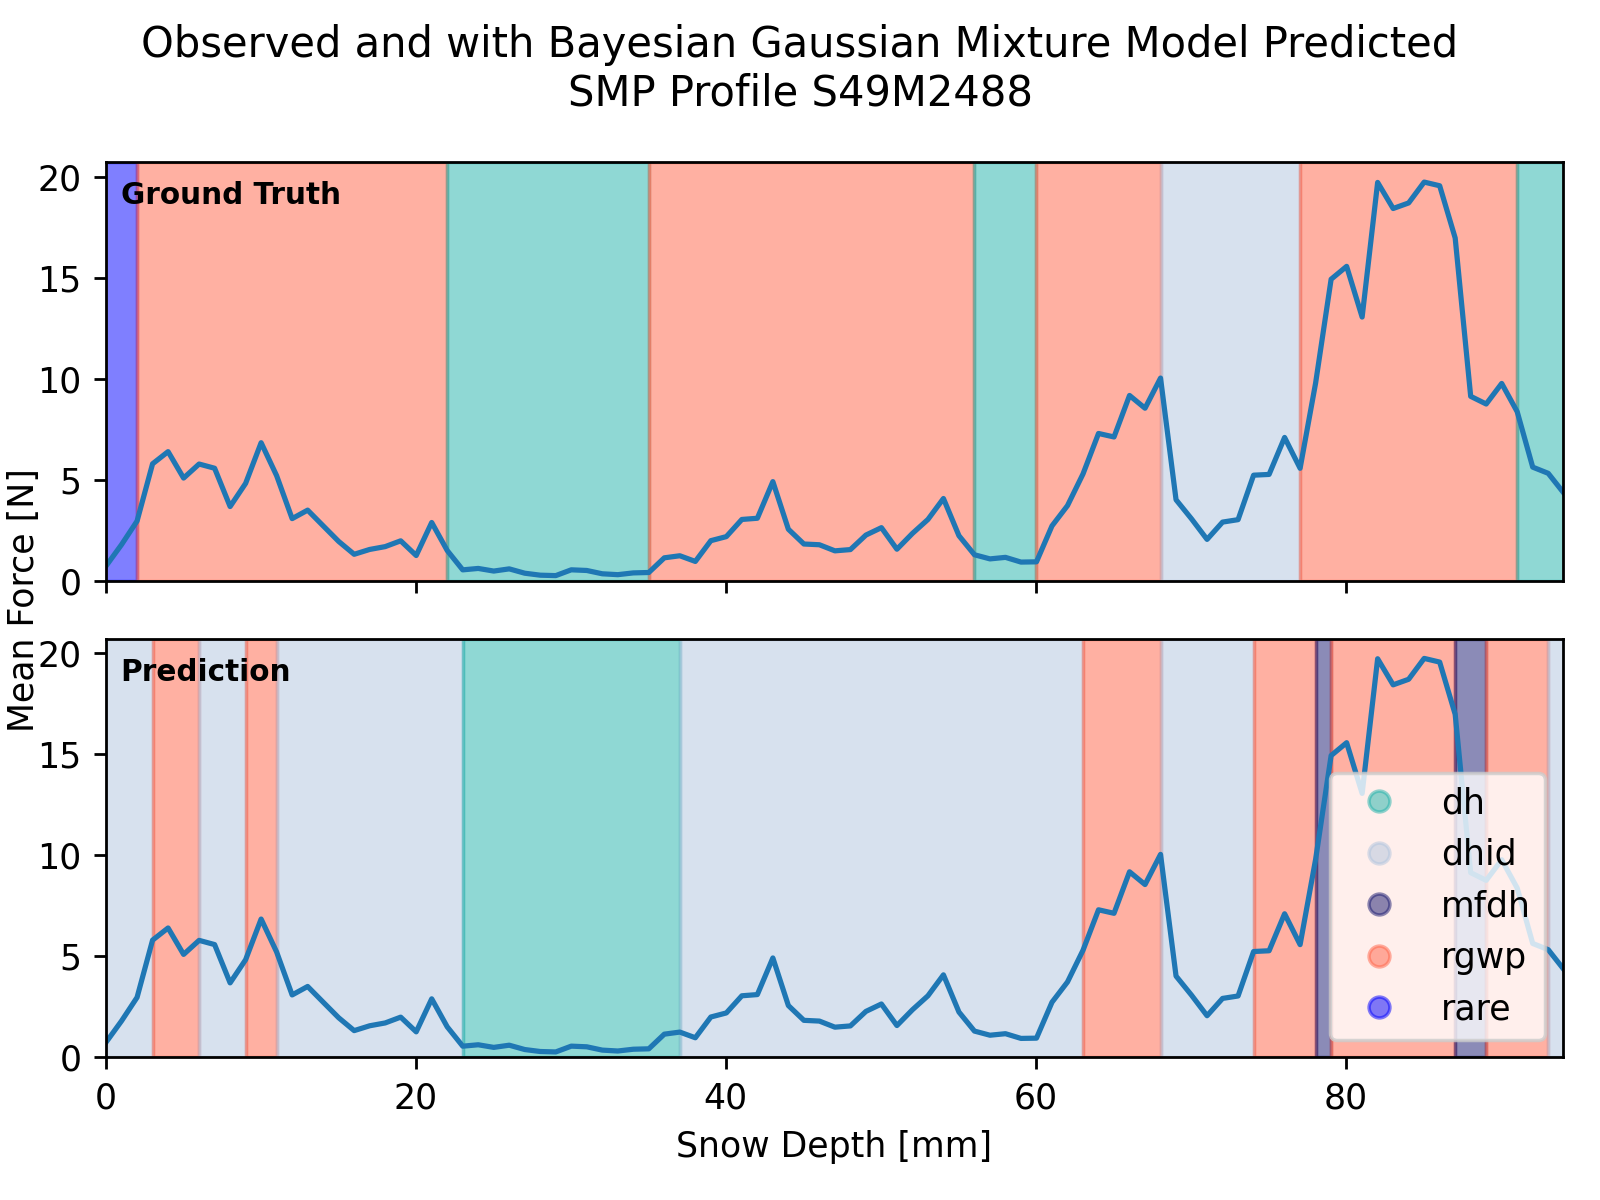 Observed and with Bayesian Gaussian Mixture Model Predicted
SMP Profile S49M2488
Mean Force [N]
20
15
10
5
0
Ground Truth
20
15
10
5
0
Prediction
dh
dhid
mfdh
rgwp
rare
0 20 40 60 80
Snow Depth [mm]